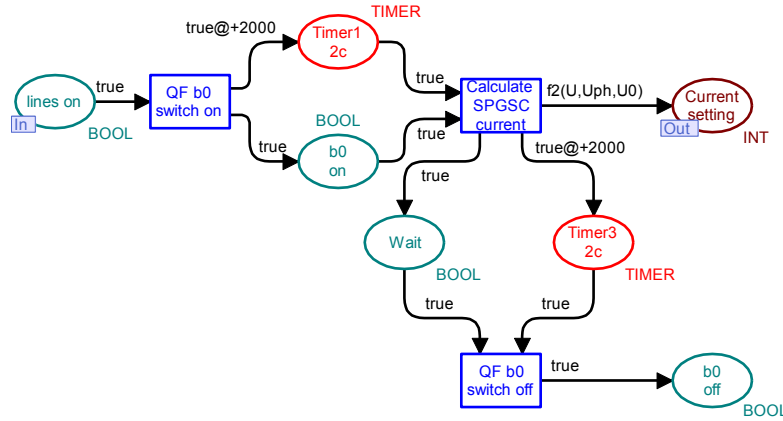 TIMER
true@+2000
Timer1
2c
true
lines on
In
BOOL
QF b0
switch on
true
BOOL
b0
on
true
true
Calculate
SPGSC
current
f2(U,Uph,U0)
Current
setting
Out
INT
true
true@+2000
Wait
BOOL
Timer3
2c
TIMER
true
true
QF b0
switch off
true
b0
off
BOOL